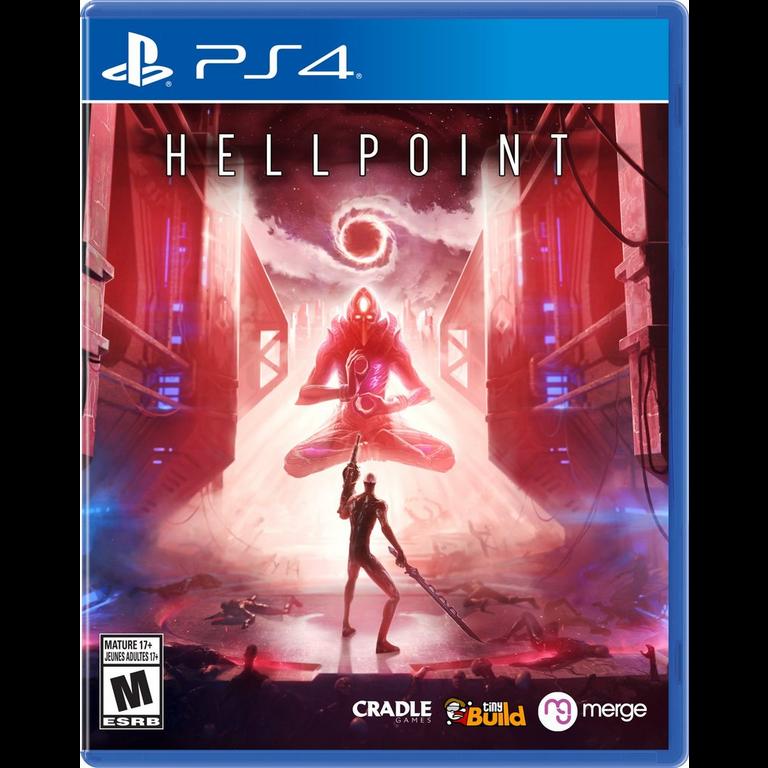 PS4
HELLPOINT
MATURE 17+
JEUNES ADULTES 17+
M
ESRB
CRADLE
GAMES
tiny
Build
merge